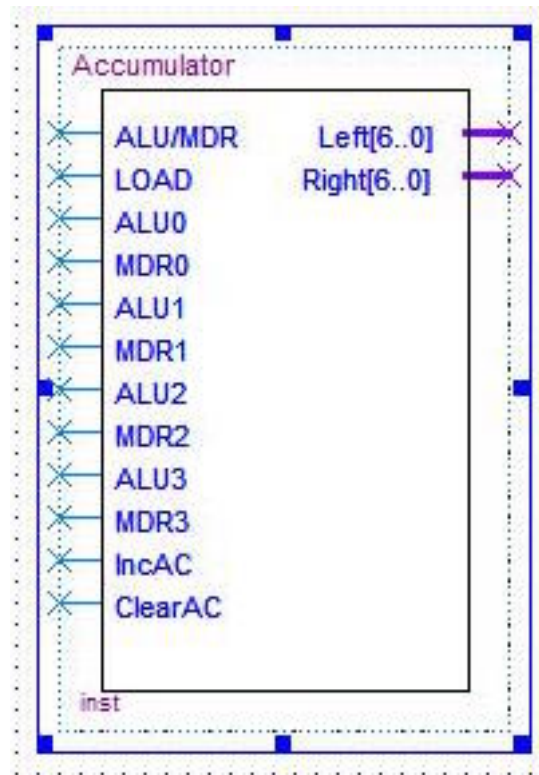 Accumulator
ALU/MDR Left[6..0]
LOAD Right[6..0]
ALU0
MDR0
ALU1
MDR1
ALU2
MDR2
ALU3
MDR3
IncAC
ClearAC
inst